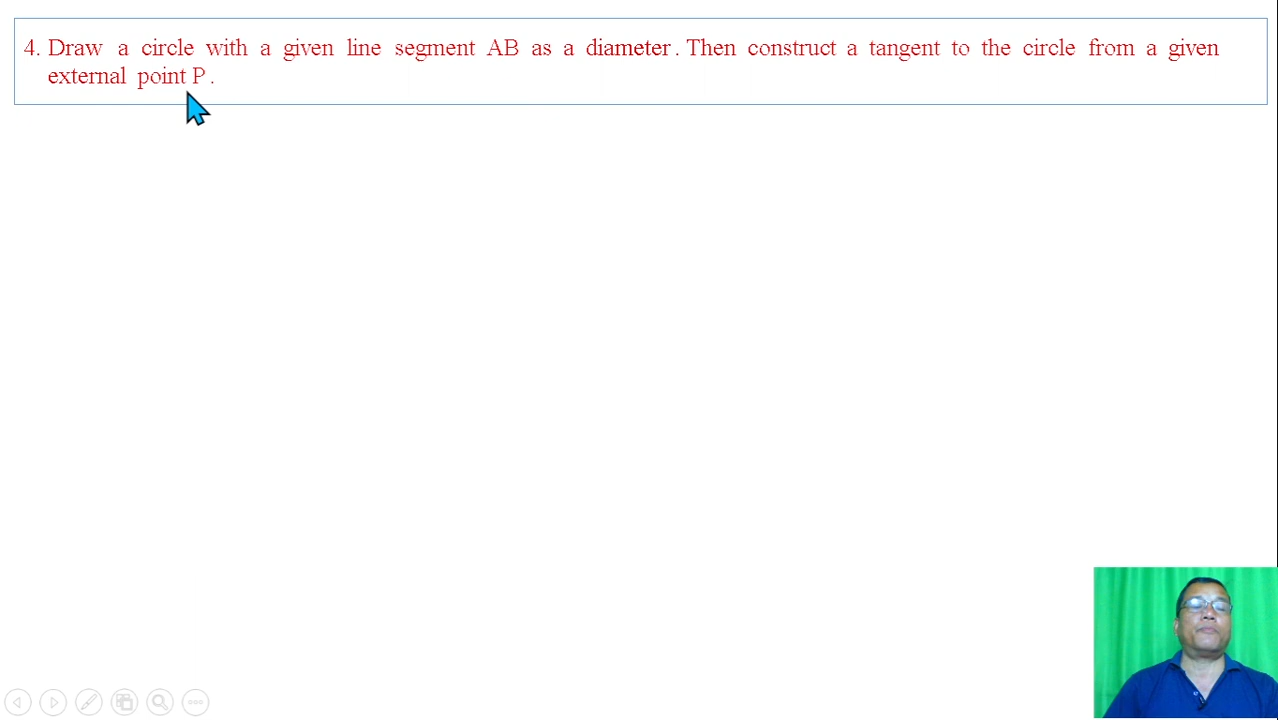 4. Draw a circle with a given line segment AB as a diameter. Then construct a tangent to the circle from a given
external point P.